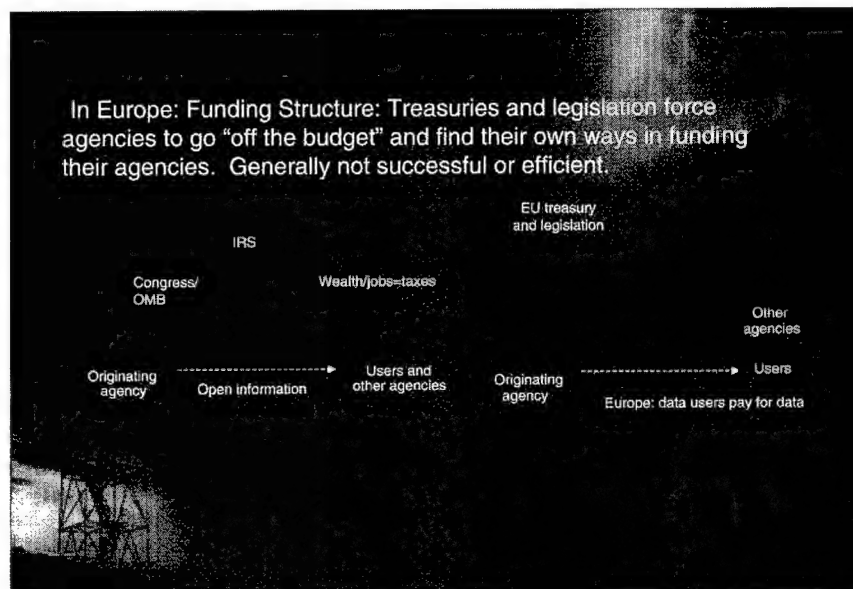 In Europe: Funding Structure: Treasuries and legislation force
agencies to go “off the budget” and find their own ways in funding
their agencies. Generally not successful or efficient.
EU treasury
and legislation
IRS
Congress/
OMB
Wealth/jobs=taxes
Other
agencies
Originating
agency
Open information
Users and
other agencies
Originating
agency
Users
Europe: data users pay for data